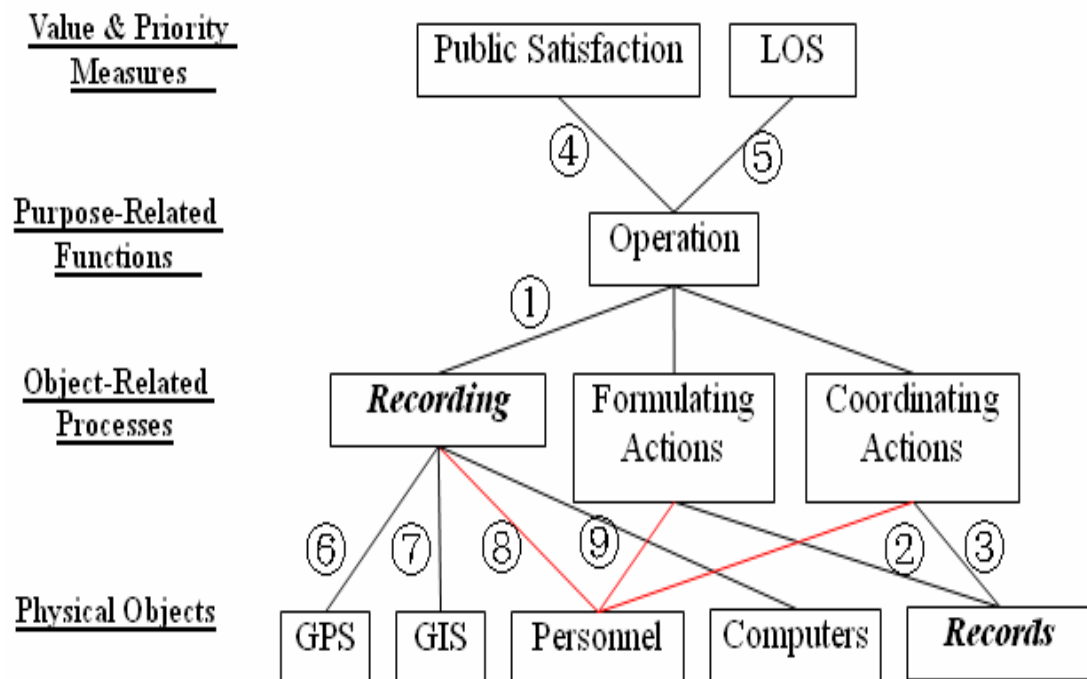 Value & Priority
Measures
Public Satisfaction
LOS
④
⑤
Purpose-Related
Functions
Operation
①
Object-Related
Processes
Recording
Formulating
Actions
Coordinating
Actions
⑥
⑦
⑧
⑨
②
③
Physical Objects
GPS
GIS
Personnel
Computers
Records